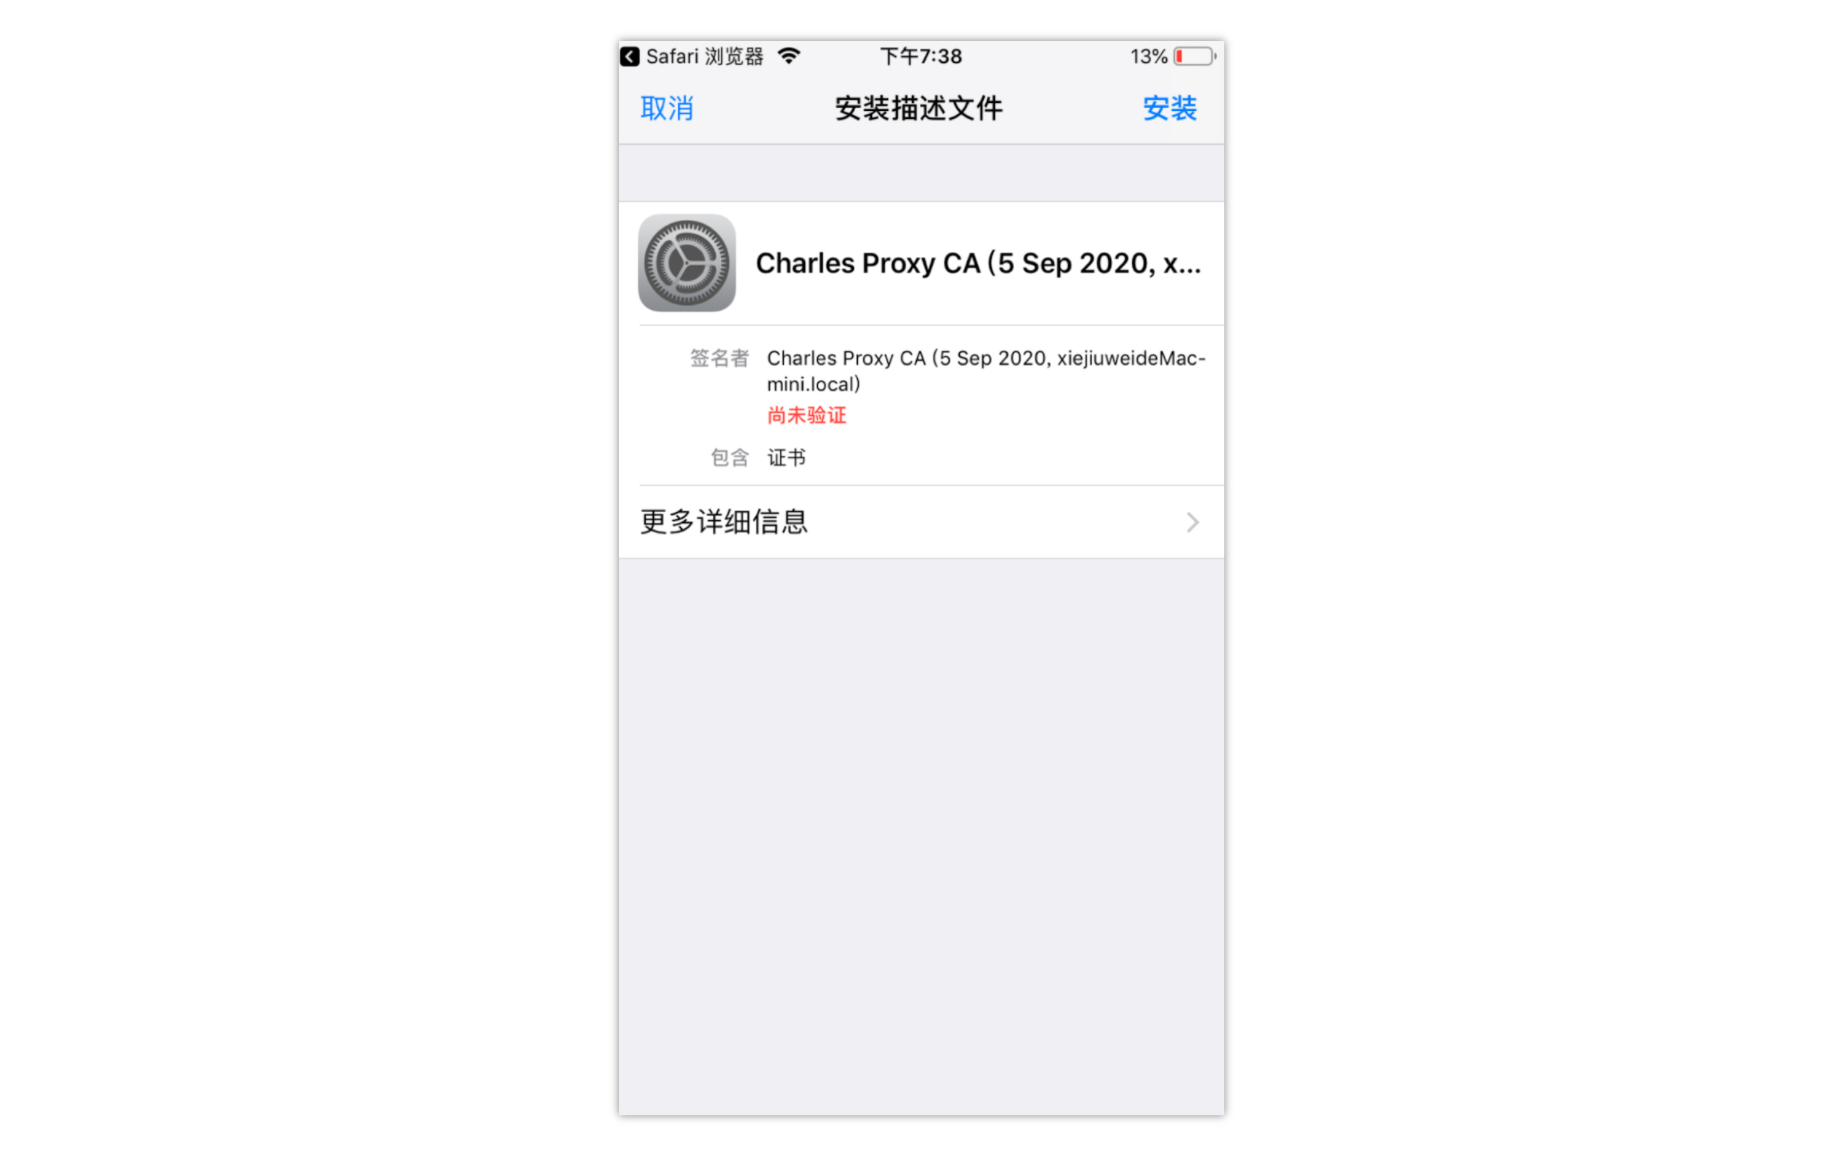 Safari 浏览器 下午7:38 13%
取消 安装描述文件 安装
Charles Proxy CA (5 Sep 2020, x...
签名者 Charles Proxy CA (5 Sep 2020, xiejiuweideMac-
mini.local)
尚未验证
包含 证书
更多详细信息